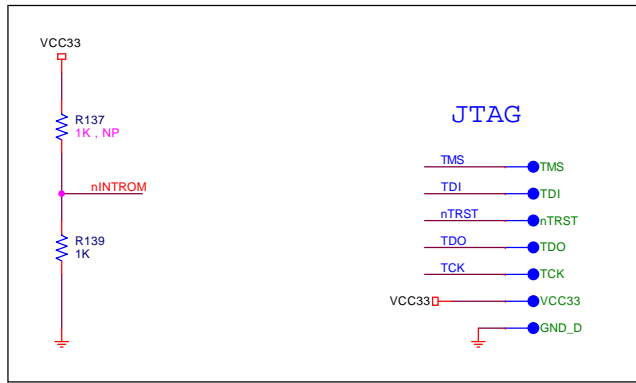 VCC33
R137
1K , NP
nINTROM
R139
1K
JTAG
TMS TMS
TDI TDI
nTRST nTRST
TDO TDO
TCK TCK
VCC33 VCC33
GND_D